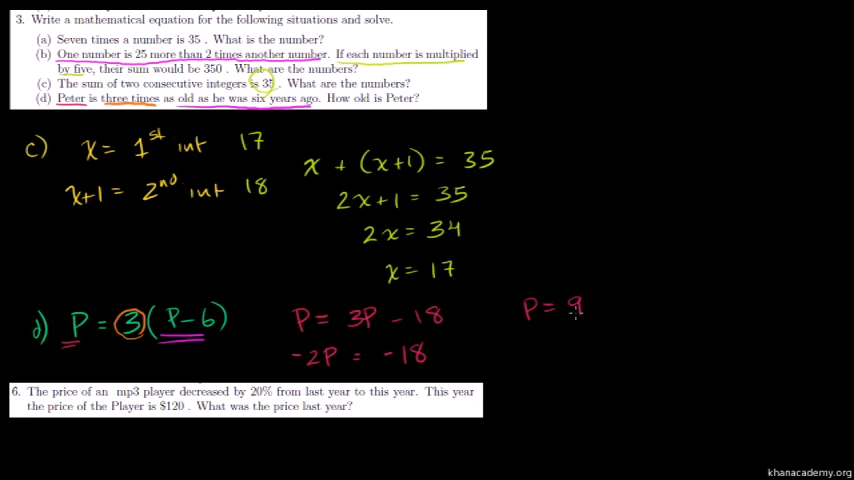 3. Write a mathematical equation for the following situations and solve.
(a) Seven times a number is 35 . What is the number?
(b) One number is 25 more than 2 times another number. If each number is multiplied
by five, their sum would be 350 . What are the numbers?
(c) The sum of two consecutive integers is 35 . What are the numbers?
(d) Peter is three times as old as he was six years ago. How old is Peter?
c) x = 1st int 17
x+1 = 2nd int 18
x + (x+1) = 35
2x+1 = 35
2x = 34
x = 17
d) P = 3(P-6)
P = 3P - 18
-2P = -18
P = 9
6. The price of an mp3 player decreased by 20% from last year to this year. This year
the price of the Player is $120 . What was the price last year?
khanacademy.org